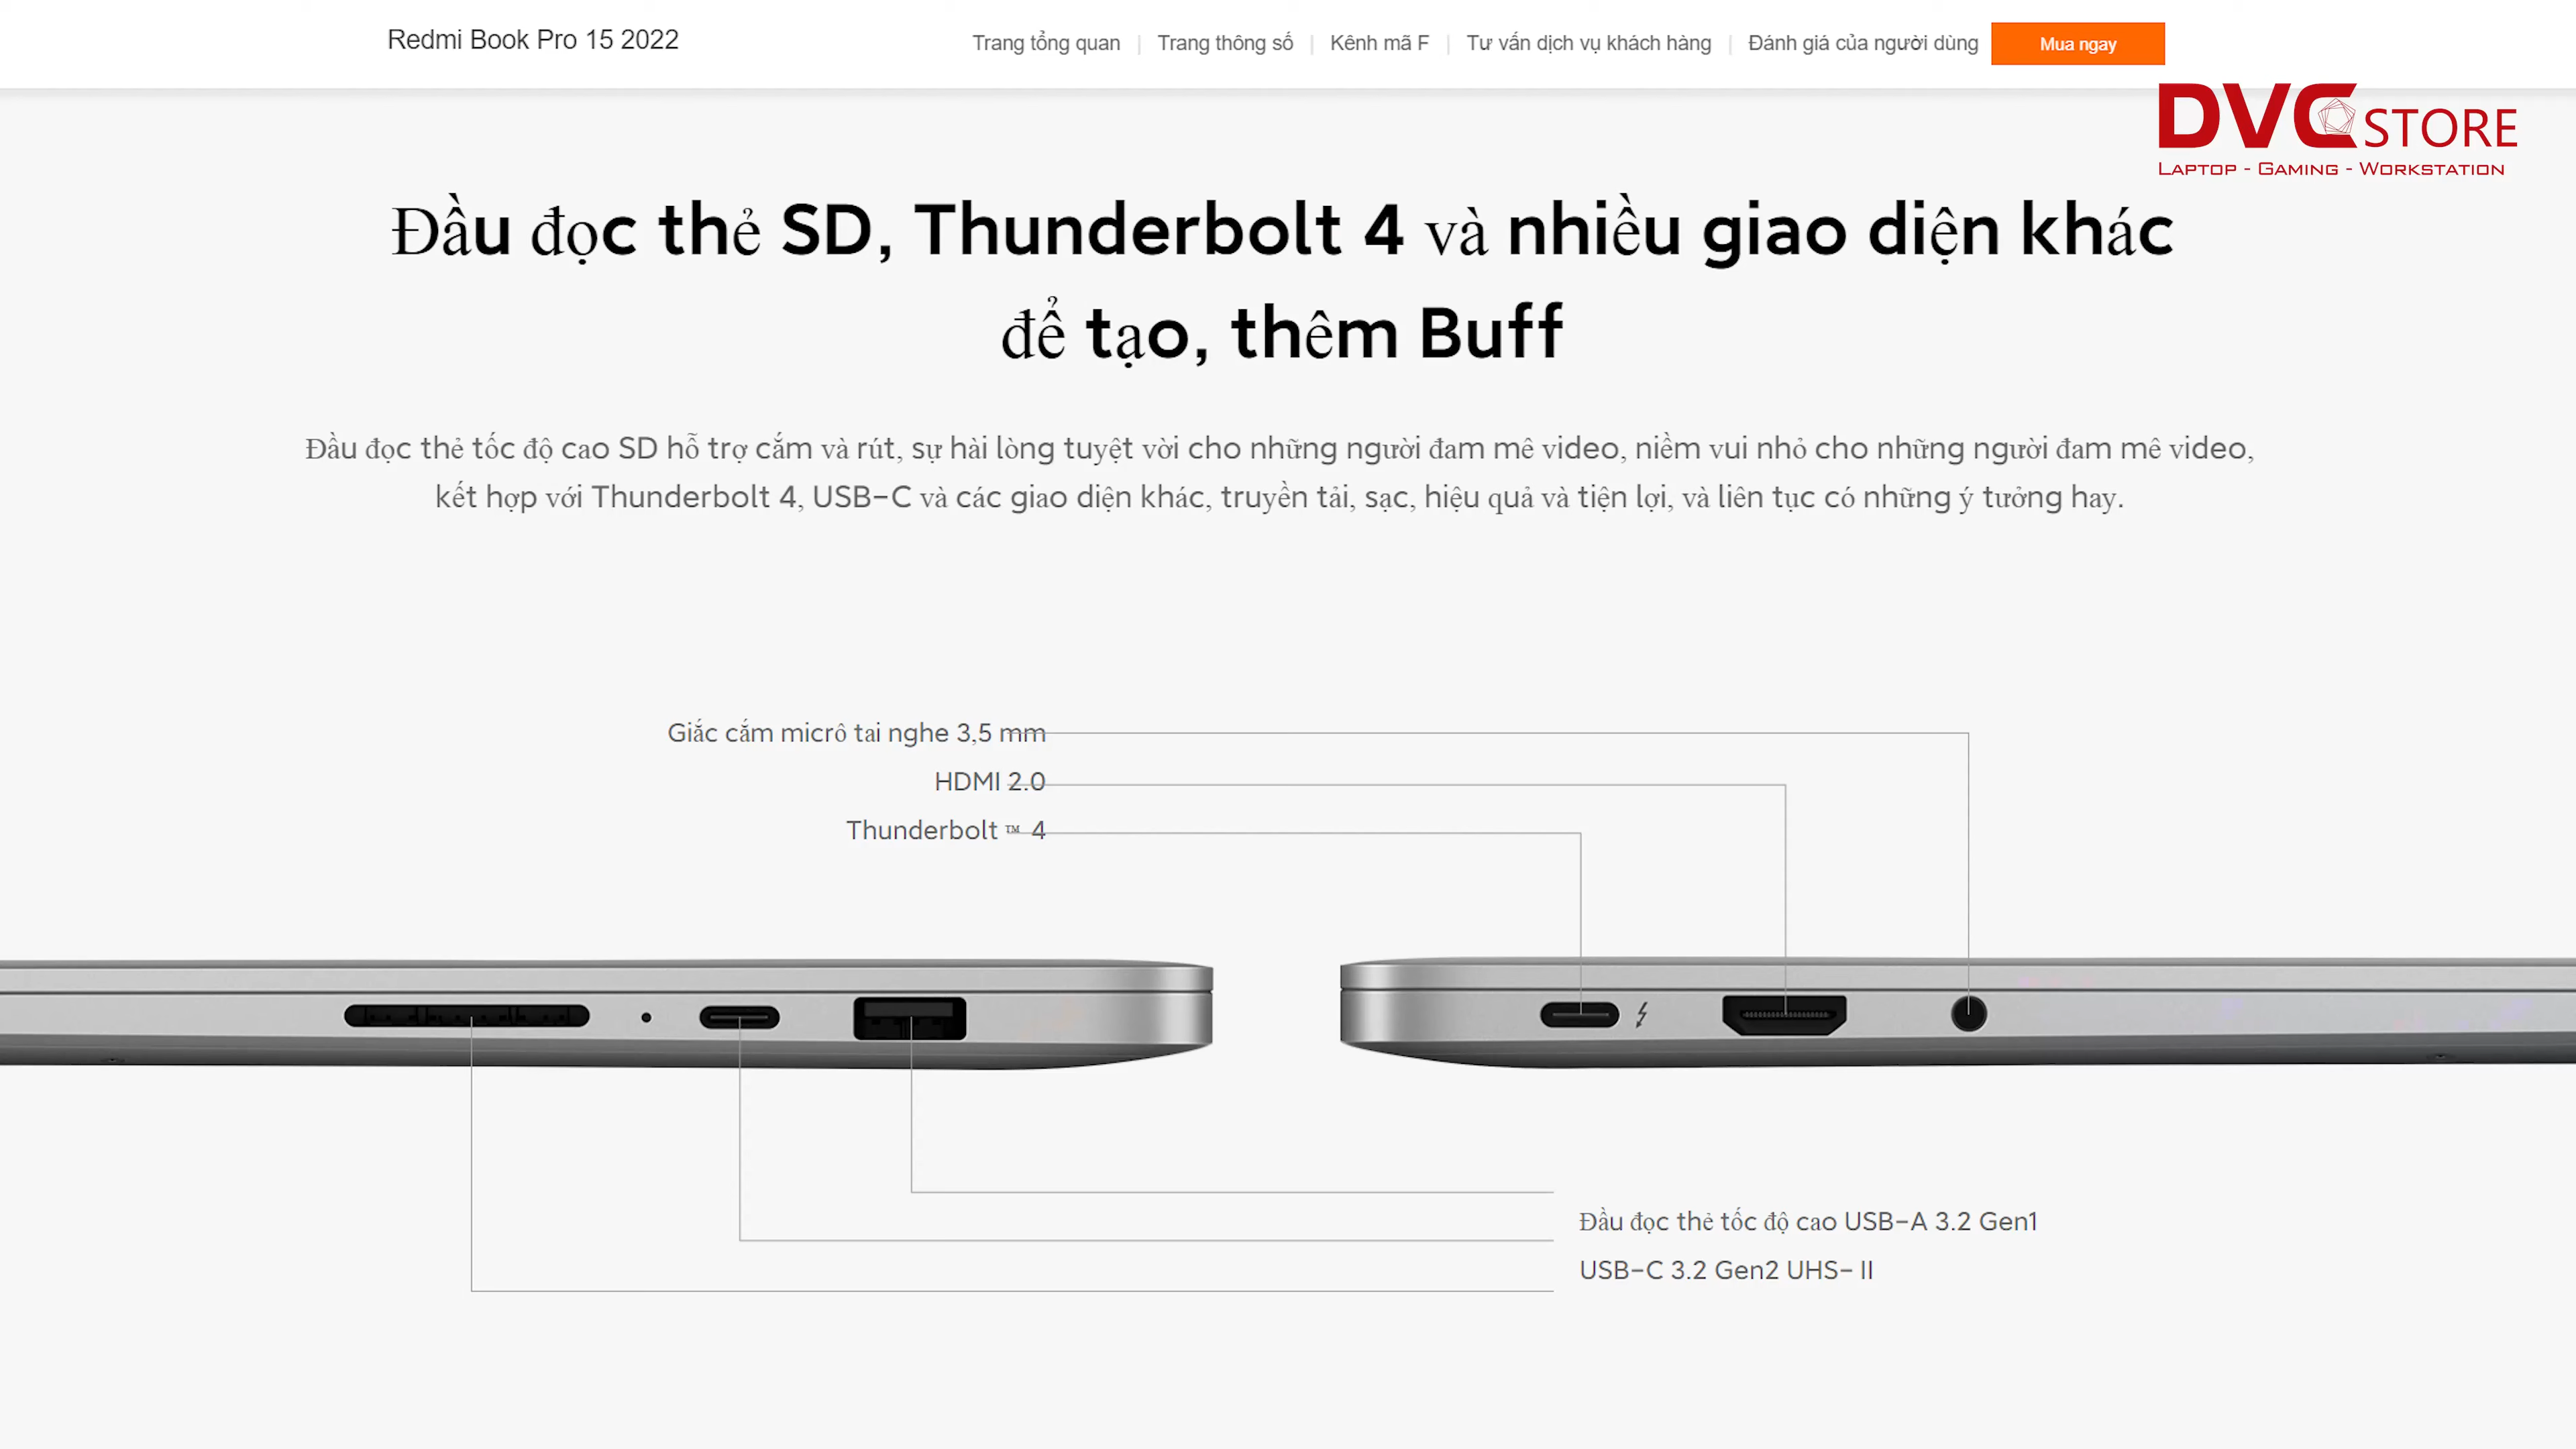 Redmi Book Pro 15 2022
Trang tổng quan | Trang thông số | Kênh mã F | Tư vấn dịch vụ khách hàng | Đánh giá của người dùng
Mua ngay
DVC STORE
LAPTOP - GAMING - WORKSTATION
Đầu đọc thẻ SD, Thunderbolt 4 và nhiều giao diện khác
để tạo, thêm Buff
Đầu đọc thẻ tốc độ cao SD hỗ trợ cắm và rút, sự hài lòng tuyệt vời cho những người đam mê video, niềm vui nhỏ cho những người đam mê video,
kết hợp với Thunderbolt 4, USB-C và các giao diện khác, truyền tải, sạc, hiệu quả và tiện lợi, và liên tục có những ý tưởng hay.
Giắc cắm micrô tai nghe 3,5 mm
HDMI 2.0
Thunderbolt ™ 4
Đầu đọc thẻ tốc độ cao USB-A 3.2 Gen1
USB-C 3.2 Gen2 UHS- II